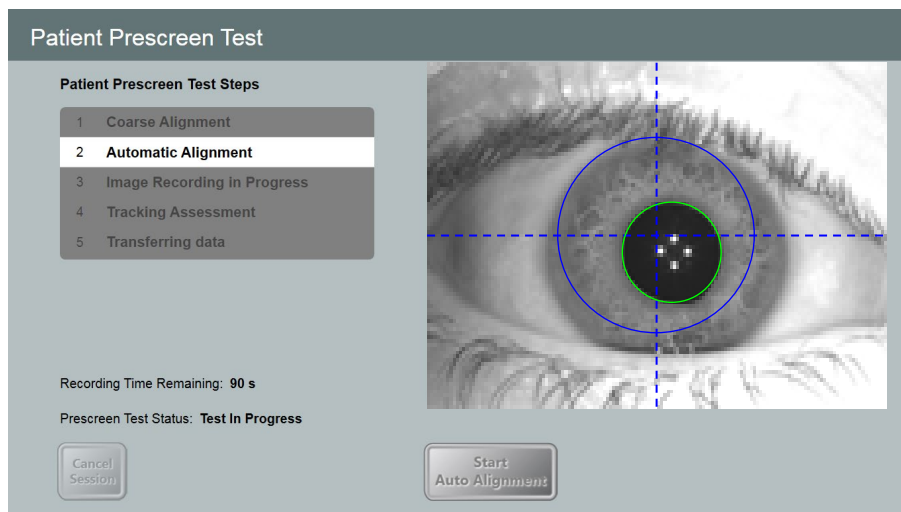 Patient Prescreen Test
Patient Prescreen Test Steps
1 Coarse Alignment
2 Automatic Alignment
3 Image Recording in Progress
4 Tracking Assessment
5 Transferring data
Recording Time Remaining: 90 s
Prescreen Test Status: Test In Progress
Cancel
Session
Start
Auto Alignment